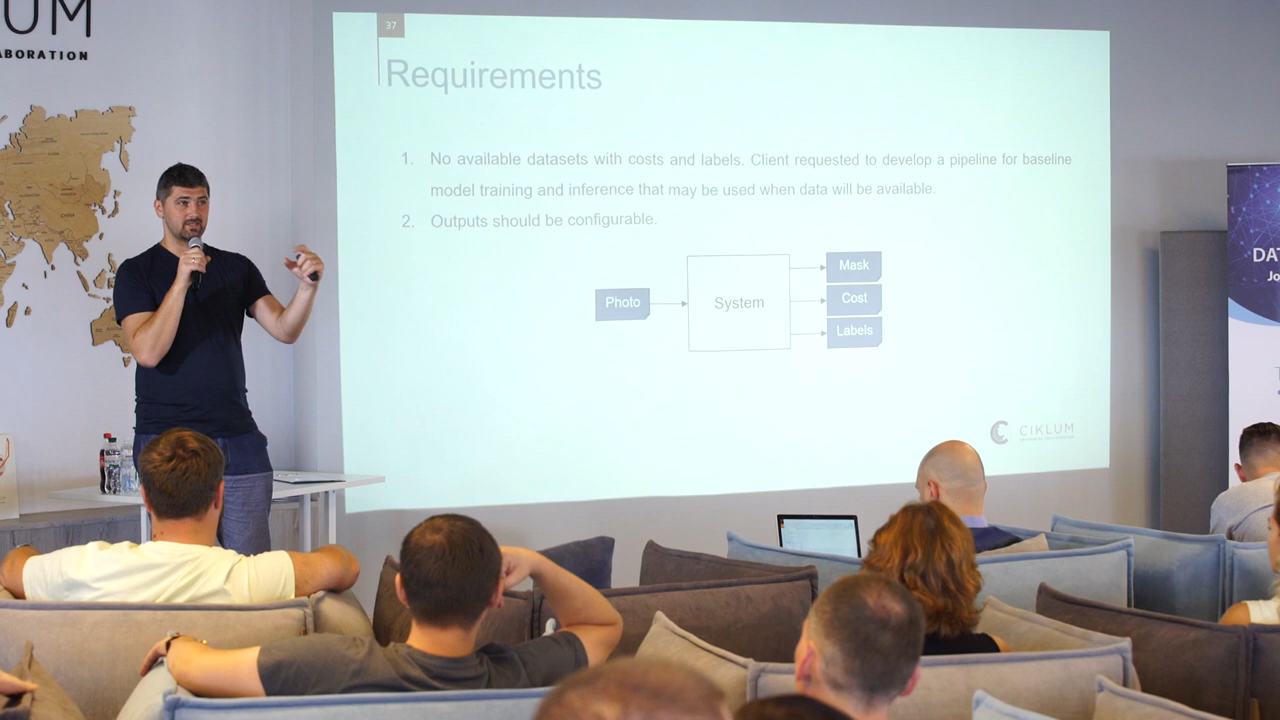 UM
ABORATION
37
Requirements
1. No available datasets with costs and labels. Client requested to develop a pipeline for baseline
model training and inference that may be used when data will be available.
2. Outputs should be configurable.
Photo
System
Mask
Cost
Labels
CIKLUM
CHINA
DAT
Jo